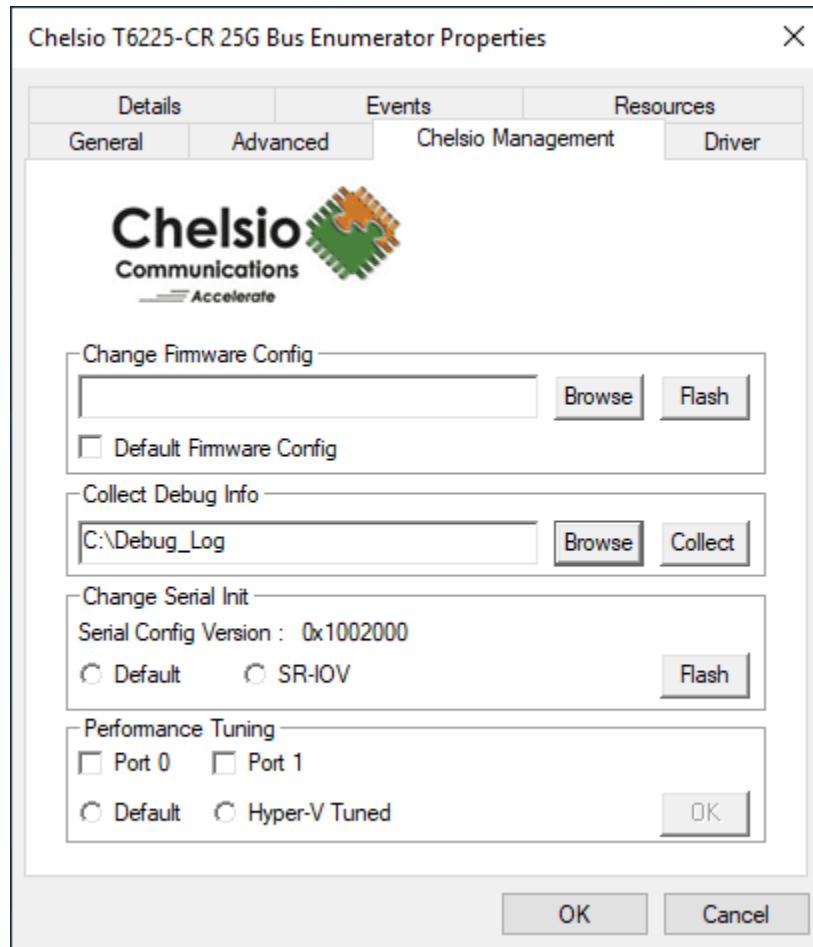 Chelsio T6225-CR 25G Bus Enumerator Properties
Details Events Resources
General Advanced Chelsio Management Driver
Chelsio
Communications
Accelerate
Change Firmware Config
Browse Flash
Default Firmware Config
Collect Debug Info
C:\Debug_Log Browse Collect
Change Serial Init
Serial Config Version : 0x1002000
Default SR-IOV Flash
Performance Tuning
Port 0 Port 1
Default Hyper-V Tuned OK
OK Cancel